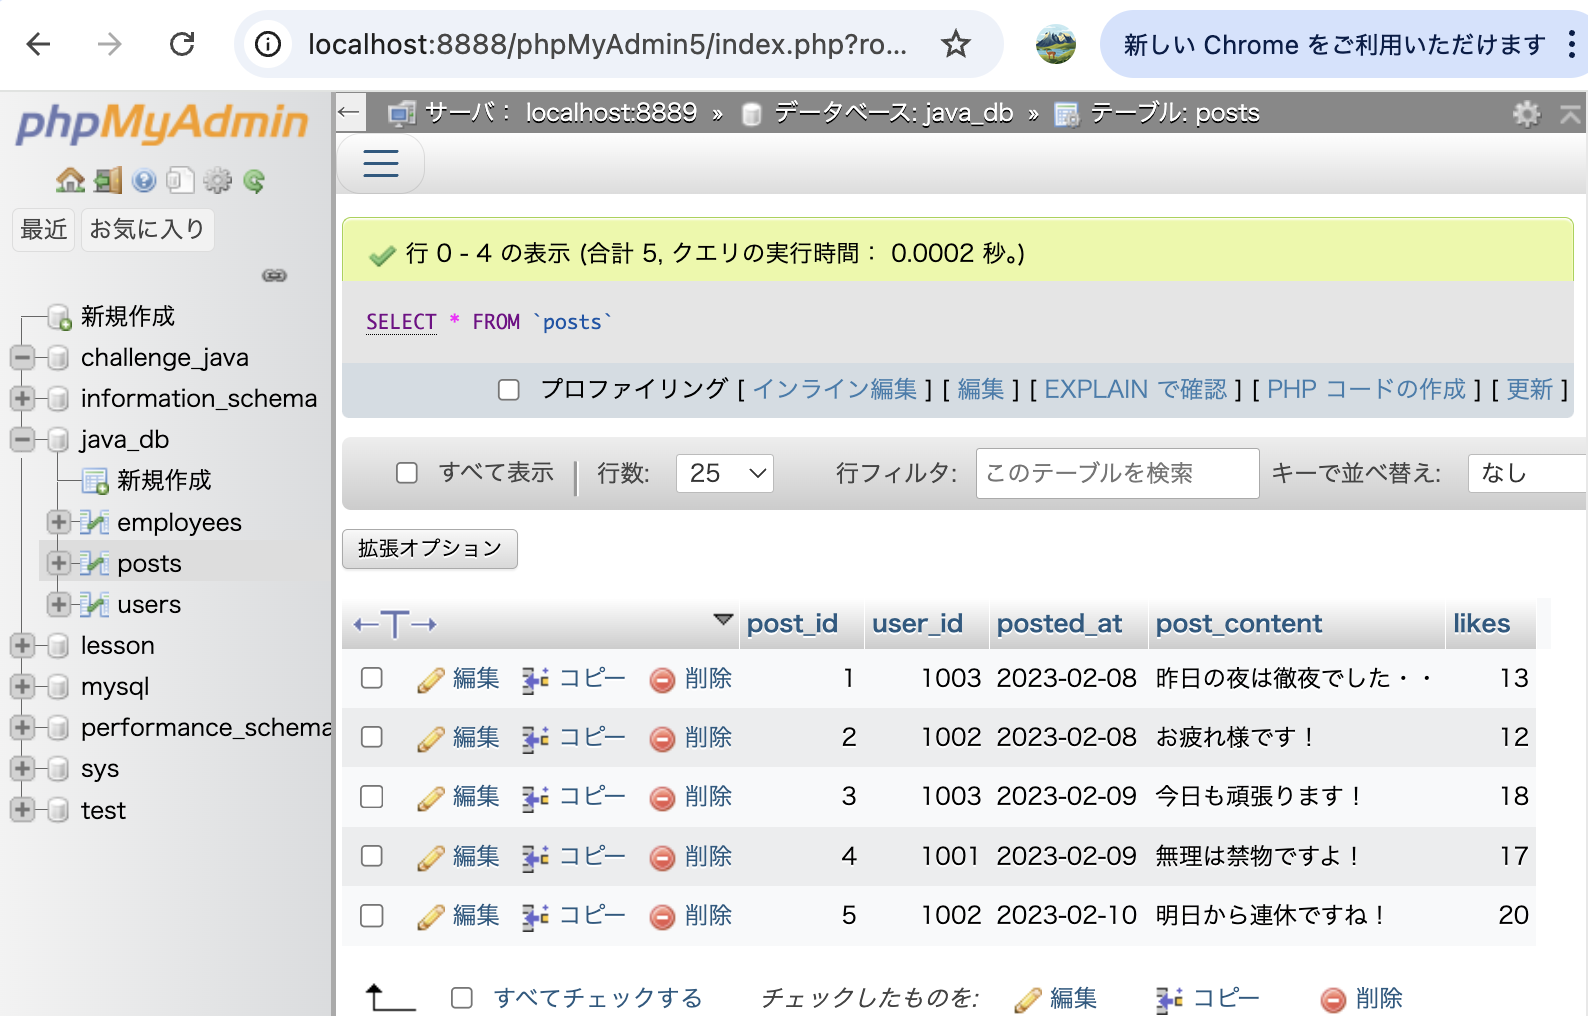 localhost:8888/phpMyAdmin5/index.php?ro...
新しい Chrome をご利用いただけます
phpMyAdmin
最近 お気に入り
新規作成
challenge_java
information_schema
java_db
新規作成
employees
posts
users
lesson
mysql
performance_schema
sys
test
サーバ： localhost:8889 » データベース: java_db » テーブル: posts
行 0 - 4 の表示 (合計 5, クエリの実行時間： 0.0002 秒。)
SELECT * FROM `posts`
プロファイリング [ インライン編集 ] [ 編集 ] [ EXPLAIN で確認 ] [ PHP コードの作成 ] [ 更新 ]
すべて表示 | 行数: 25 行フィルタ: このテーブルを検索 キーで並べ替え: なし
拡張オプション
←T→ post_id user_id posted_at post_content likes
編集 コピー 削除 1 1003 2023-02-08 昨日の夜は徹夜でした・・ 13
編集 コピー 削除 2 1002 2023-02-08 お疲れ様です！ 12
編集 コピー 削除 3 1003 2023-02-09 今日も頑張ります！ 18
編集 コピー 削除 4 1001 2023-02-09 無理は禁物ですよ！ 17
編集 コピー 削除 5 1002 2023-02-10 明日から連休ですね！ 20
すべてチェックする チェックしたものを: 編集 コピー 削除